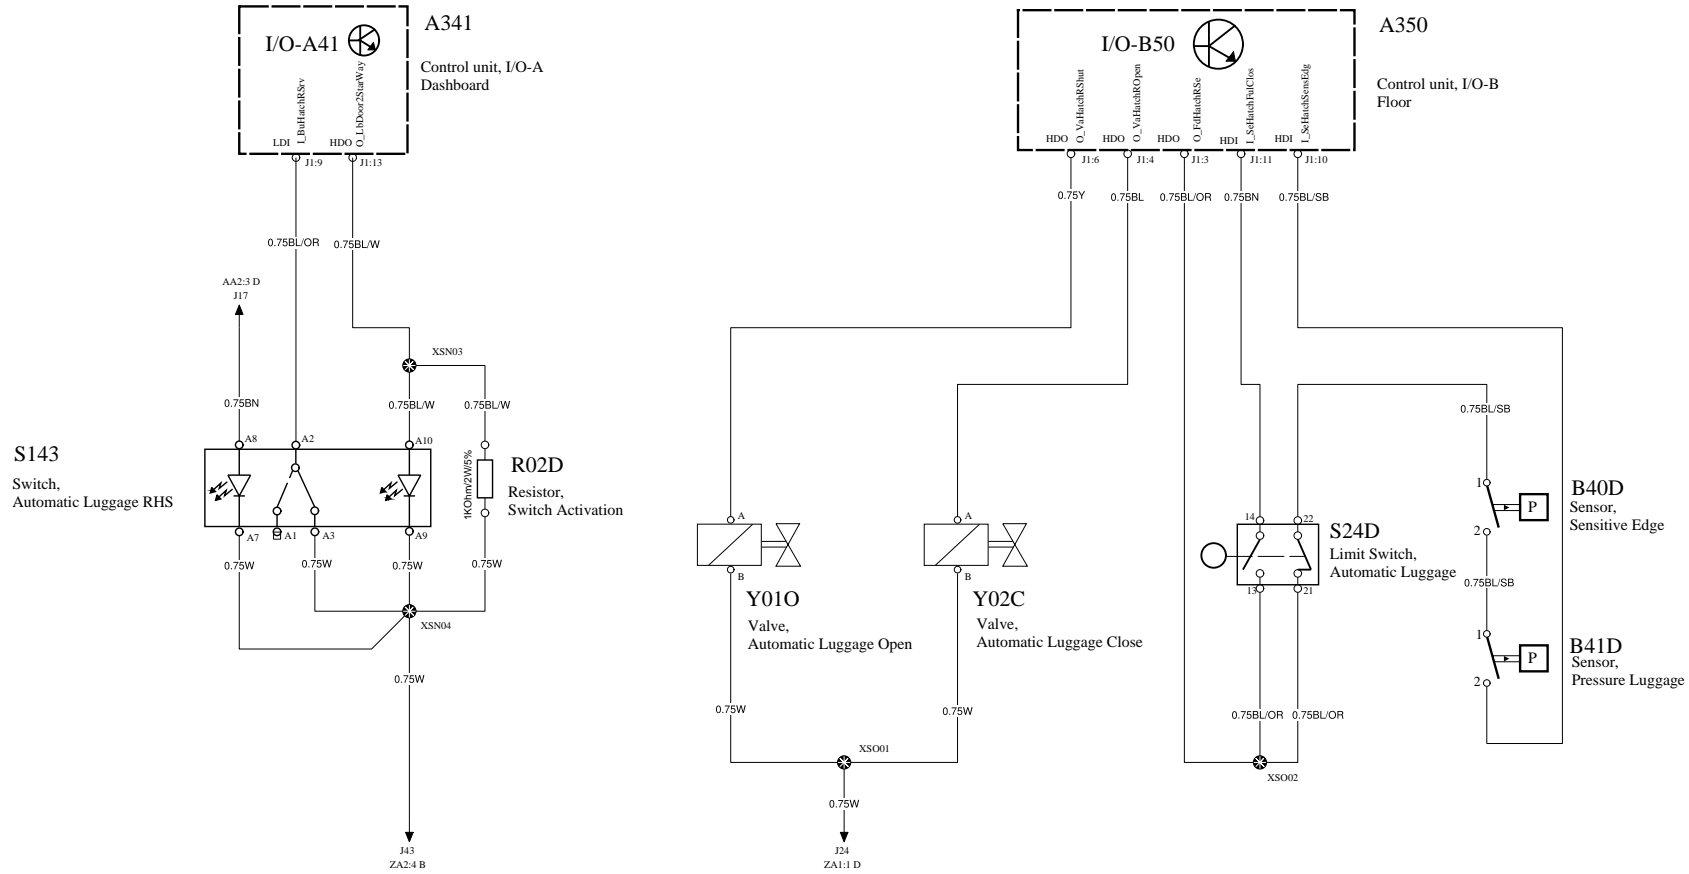 A341
I/O-A41
Control unit, I/O-A
Dashboard
I_BuHatchRSrv
O_LbDoor2StarWay
LDI
HDO
J1:9
J1:13
0.75BL/OR
0.75BL/W
AA2:3 D
J17
XSN03
0.75BN
0.75BL/W
0.75BL/W
S143
Switch,
Automatic Luggage RHS
A8
A2
A10
1KOhm/2W/5%
R02D
Resistor,
Switch Activation
A7
A1
A3
A9
0.75W
0.75W
0.75W
0.75W
XSN04
0.75W
J43
ZA2:4 B
A350
I/O-B50
Control unit, I/O-B
Floor
O_VaHatchRShut
O_VaHatchROpen
O_FdHatchRSe
I_SeHatchFulClos
I_SeHatchSensEdg
HDO
HDO
HDO
HDI
HDI
J1:6
J1:4
J1:3
J1:11
J1:10
0.75Y
0.75BL
0.75BL/OR
0.75BN
0.75BL/SB
0.75BL/SB
A
B
Y01O
Valve,
Automatic Luggage Open
A
B
Y02C
Valve,
Automatic Luggage Close
14
22
13
21
S24D
Limit Switch,
Automatic Luggage
1
2
P
B40D
Sensor,
Sensitive Edge
0.75BL/SB
1
2
P
B41D
Sensor,
Pressure Luggage
0.75W
0.75W
0.75BL/OR
0.75BL/OR
XSO01
XSO02
0.75W
J24
ZA1:1 D